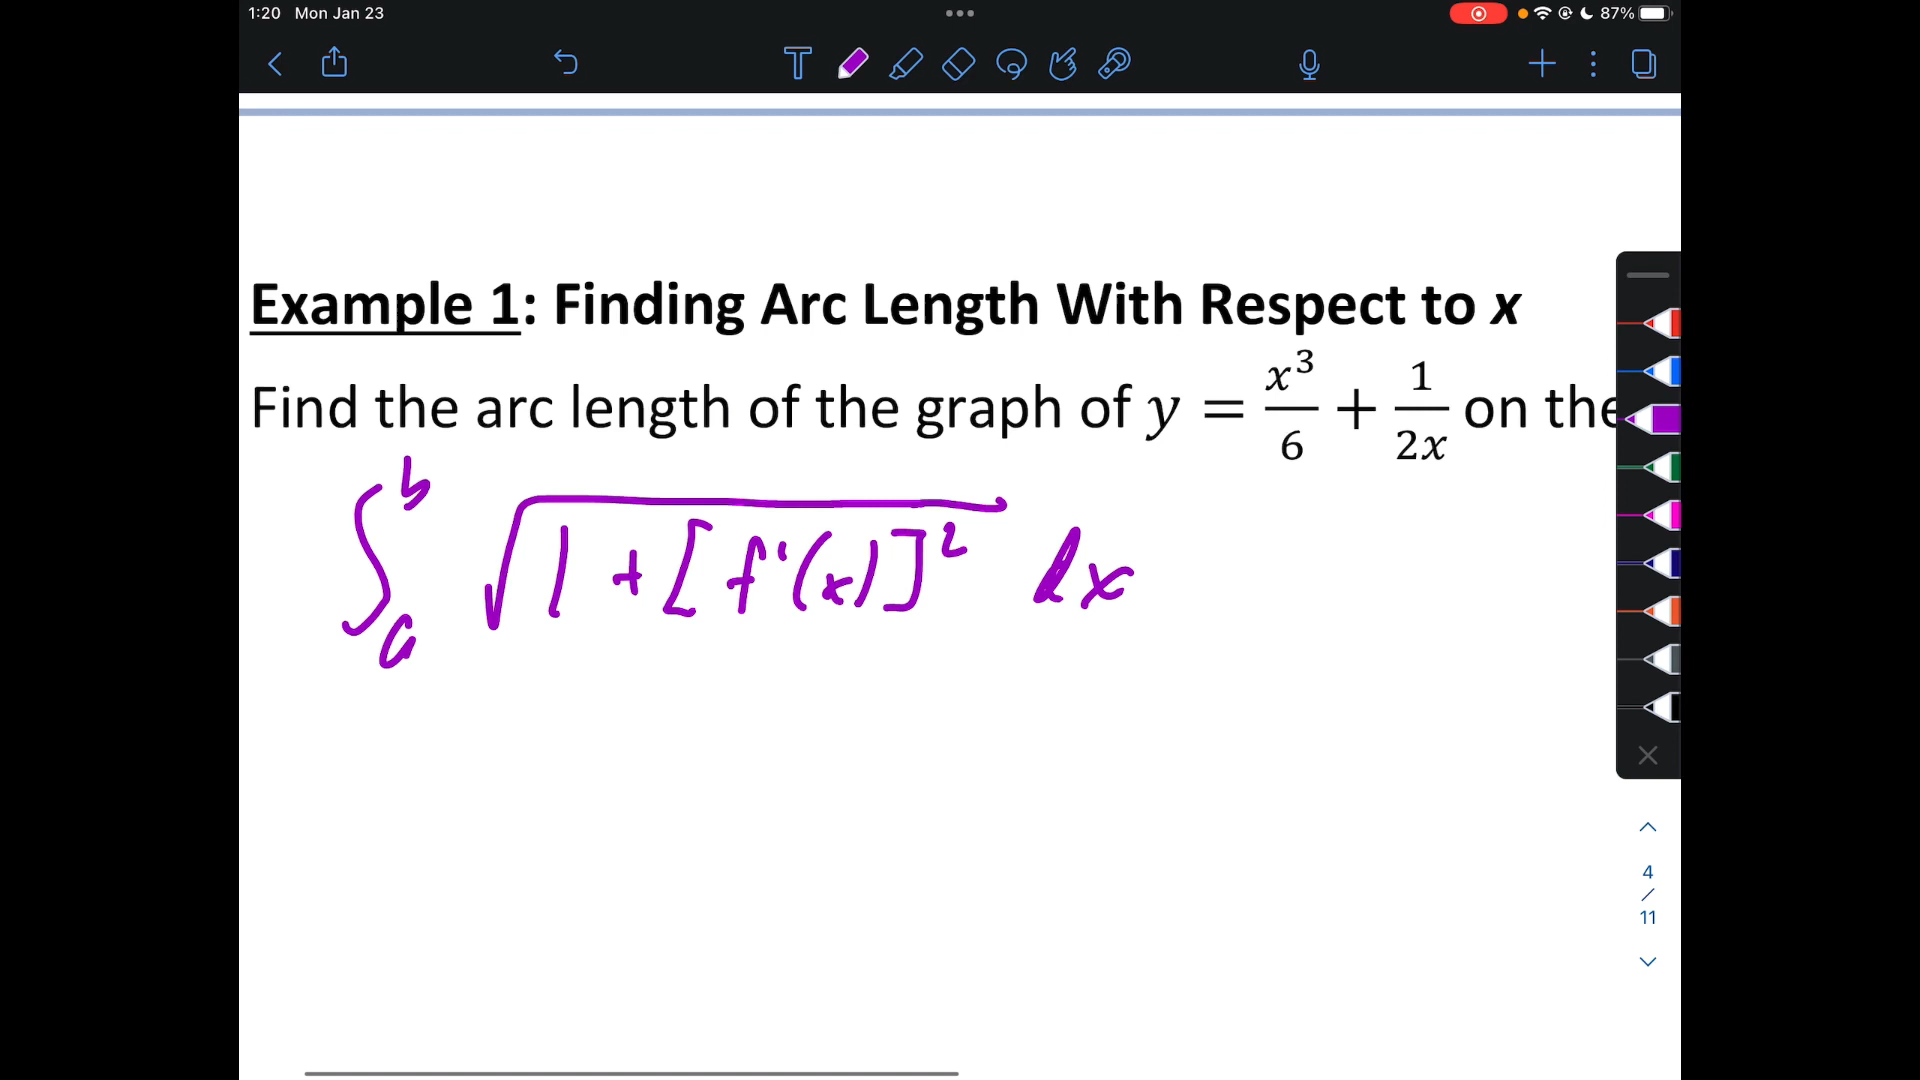 1:20 Mon Jan 23
87%
T
Example 1: Finding Arc Length With Respect to x
Find the arc length of the graph of y = x³/6 + 1/2x on the
∫ₐᵇ √(1 + [f'(x)]²) dx
4
/
11